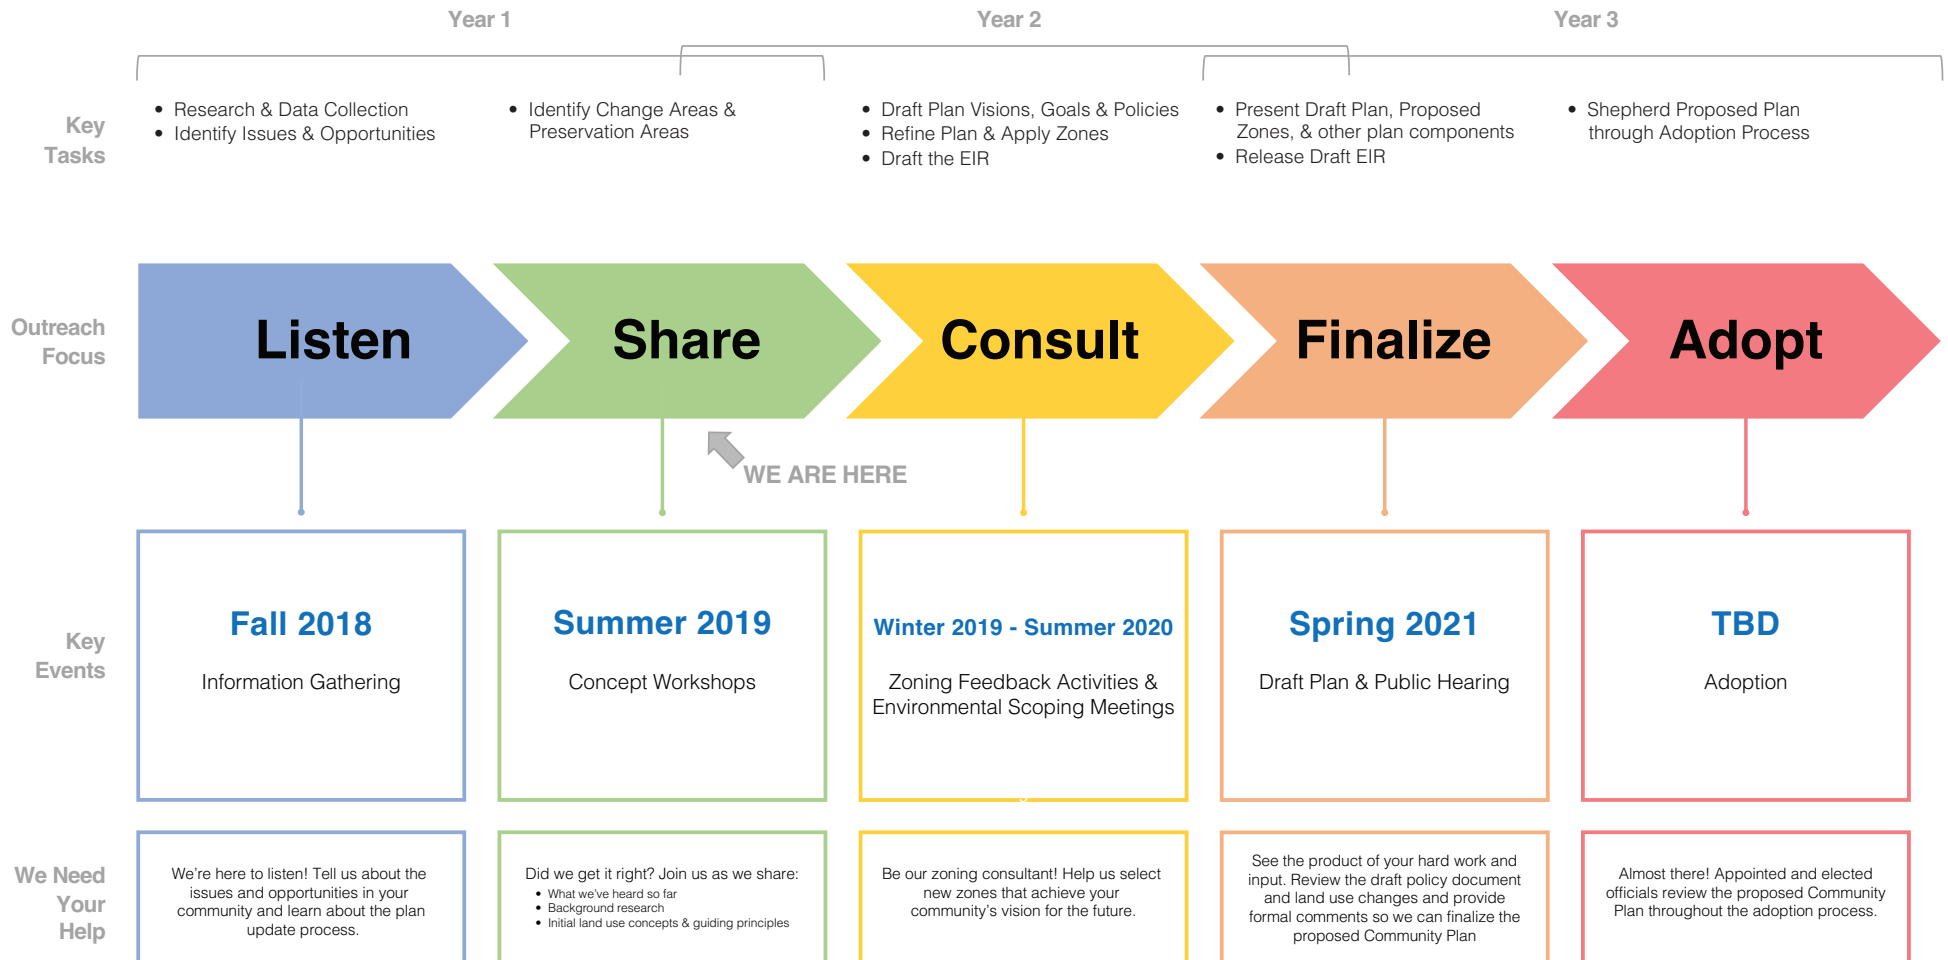 Year 1
Year 2
Year 3
Key
Tasks
• Research & Data Collection
• Identify Issues & Opportunities
• Identify Change Areas &
Preservation Areas
• Draft Plan Visions, Goals & Policies
• Refine Plan & Apply Zones
• Draft the EIR
• Present Draft Plan, Proposed
Zones, & other plan components
• Release Draft EIR
• Shepherd Proposed Plan
through Adoption Process
Outreach
Focus
Listen
Share
Consult
Finalize
Adopt
WE ARE HERE
Key
Events
Fall 2018
Information Gathering
Summer 2019
Concept Workshops
Winter 2019 - Summer 2020
Zoning Feedback Activities &
Environmental Scoping Meetings
Spring 2021
Draft Plan & Public Hearing
TBD
Adoption
We Need
Your
Help
We're here to listen! Tell us about the
issues and opportunities in your
community and learn about the plan
update process.
Did we get it right? Join us as we share:
• What we've heard so far
• Background research
• Initial land use concepts & guiding principles
Be our zoning consultant! Help us select
new zones that achieve your
community's vision for the future.
See the product of your hard work and
input. Review the draft policy document
and land use changes and provide
formal comments so we can finalize the
proposed Community Plan
Almost there! Appointed and elected
officials review the proposed Community
Plan throughout the adoption process.